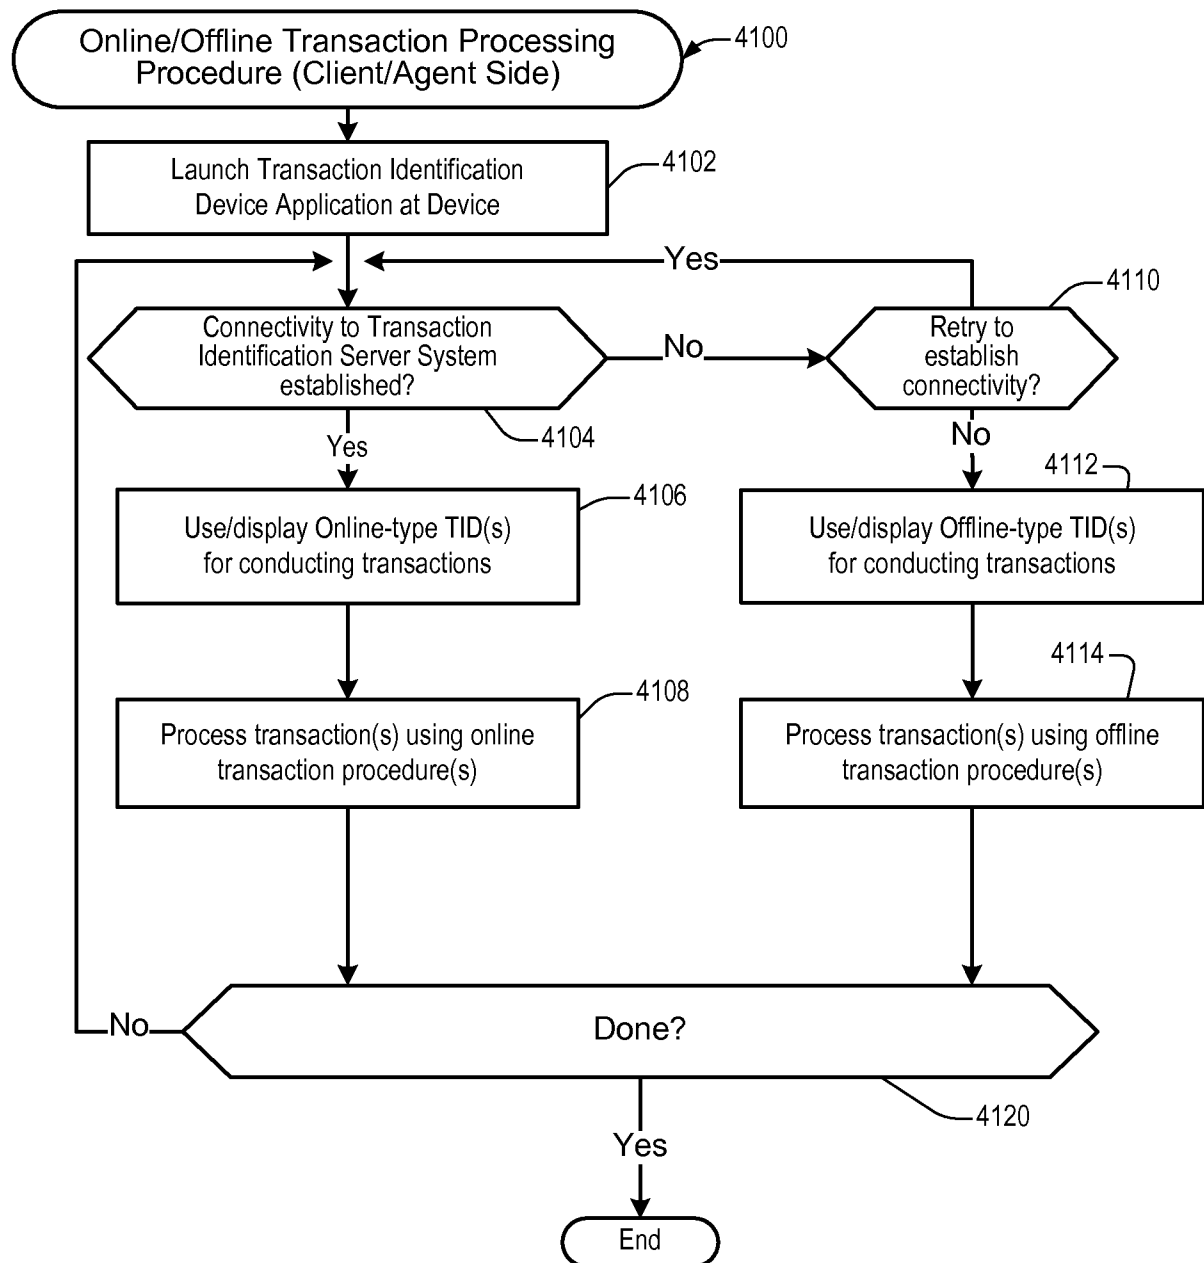 Online/Offline Transaction Processing
Procedure (Client/Agent Side)
4100
Launch Transaction Identification
Device Application at Device
4102
Yes
Connectivity to Transaction
Identification Server System
established?
4104
No
Retry to
establish
connectivity?
4110
Yes
No
Use/display Online-type TID(s)
for conducting transactions
4106
Use/display Offline-type TID(s)
for conducting transactions
4112
Process transaction(s) using online
transaction procedure(s)
4108
Process transaction(s) using offline
transaction procedure(s)
4114
No
Done?
4120
Yes
End